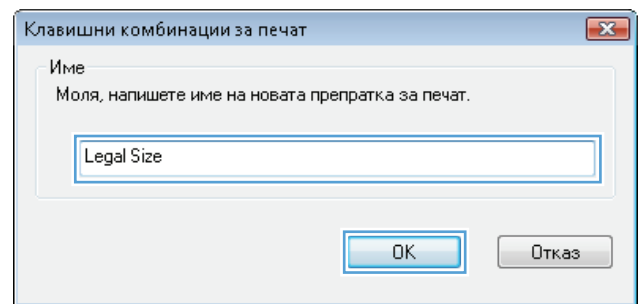 Клавишни комбинации за печат
Име
Моля, напишете име на новата препратка за печат.
Legal Size
OK
Отказ